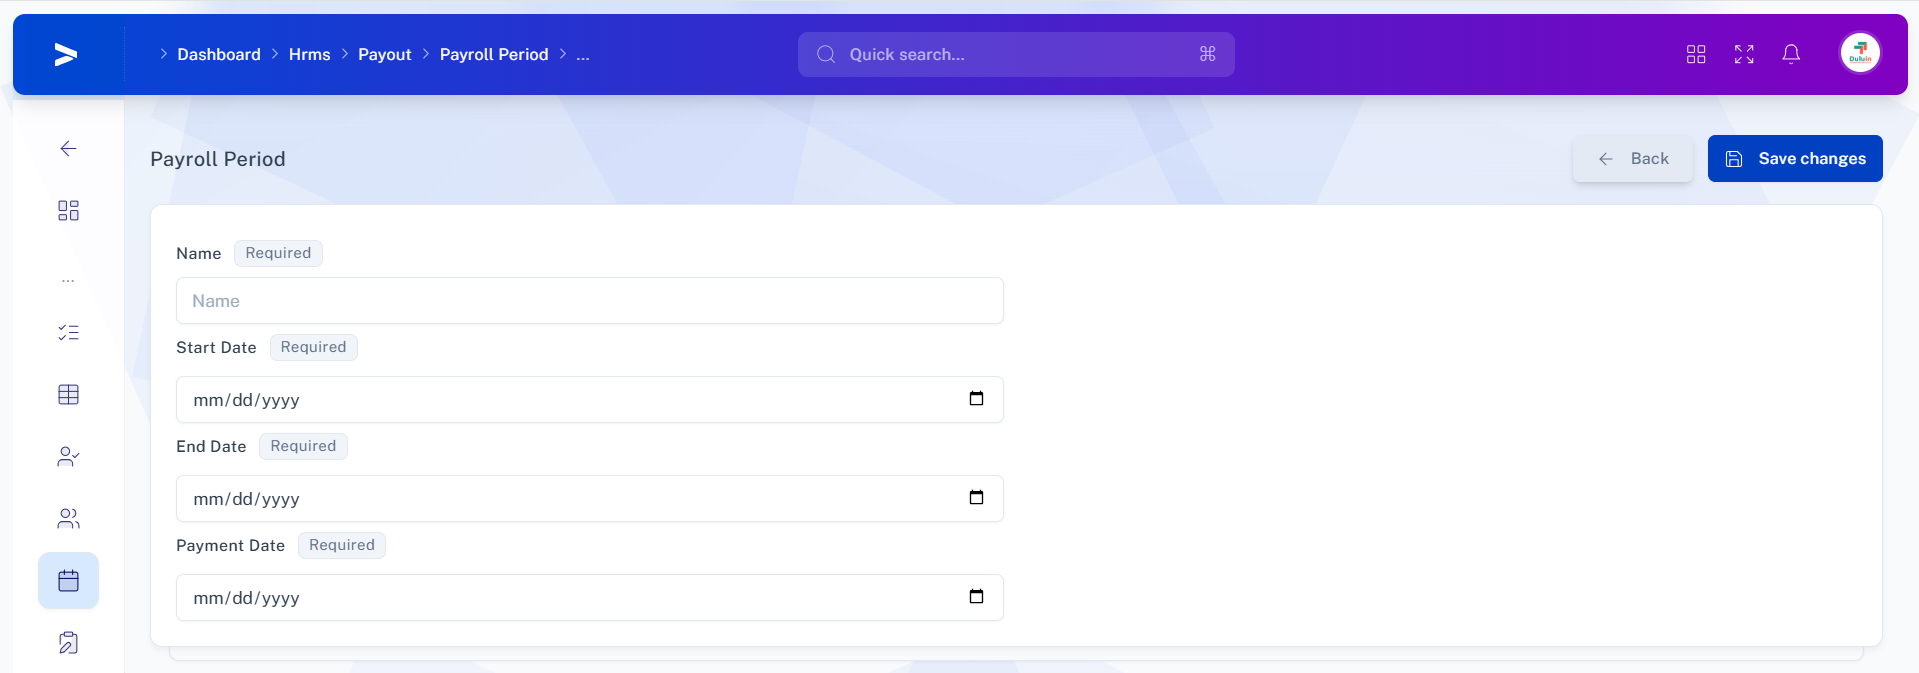 Dashboard Hrms Payout Payroll Period ...
Quick search... ⌘
Duluin
Payroll Period
Back
Save changes
...
Name Required
Name
Start Date Required
mm/dd/yyyy
End Date Required
mm/dd/yyyy
Payment Date Required
mm/dd/yyyy